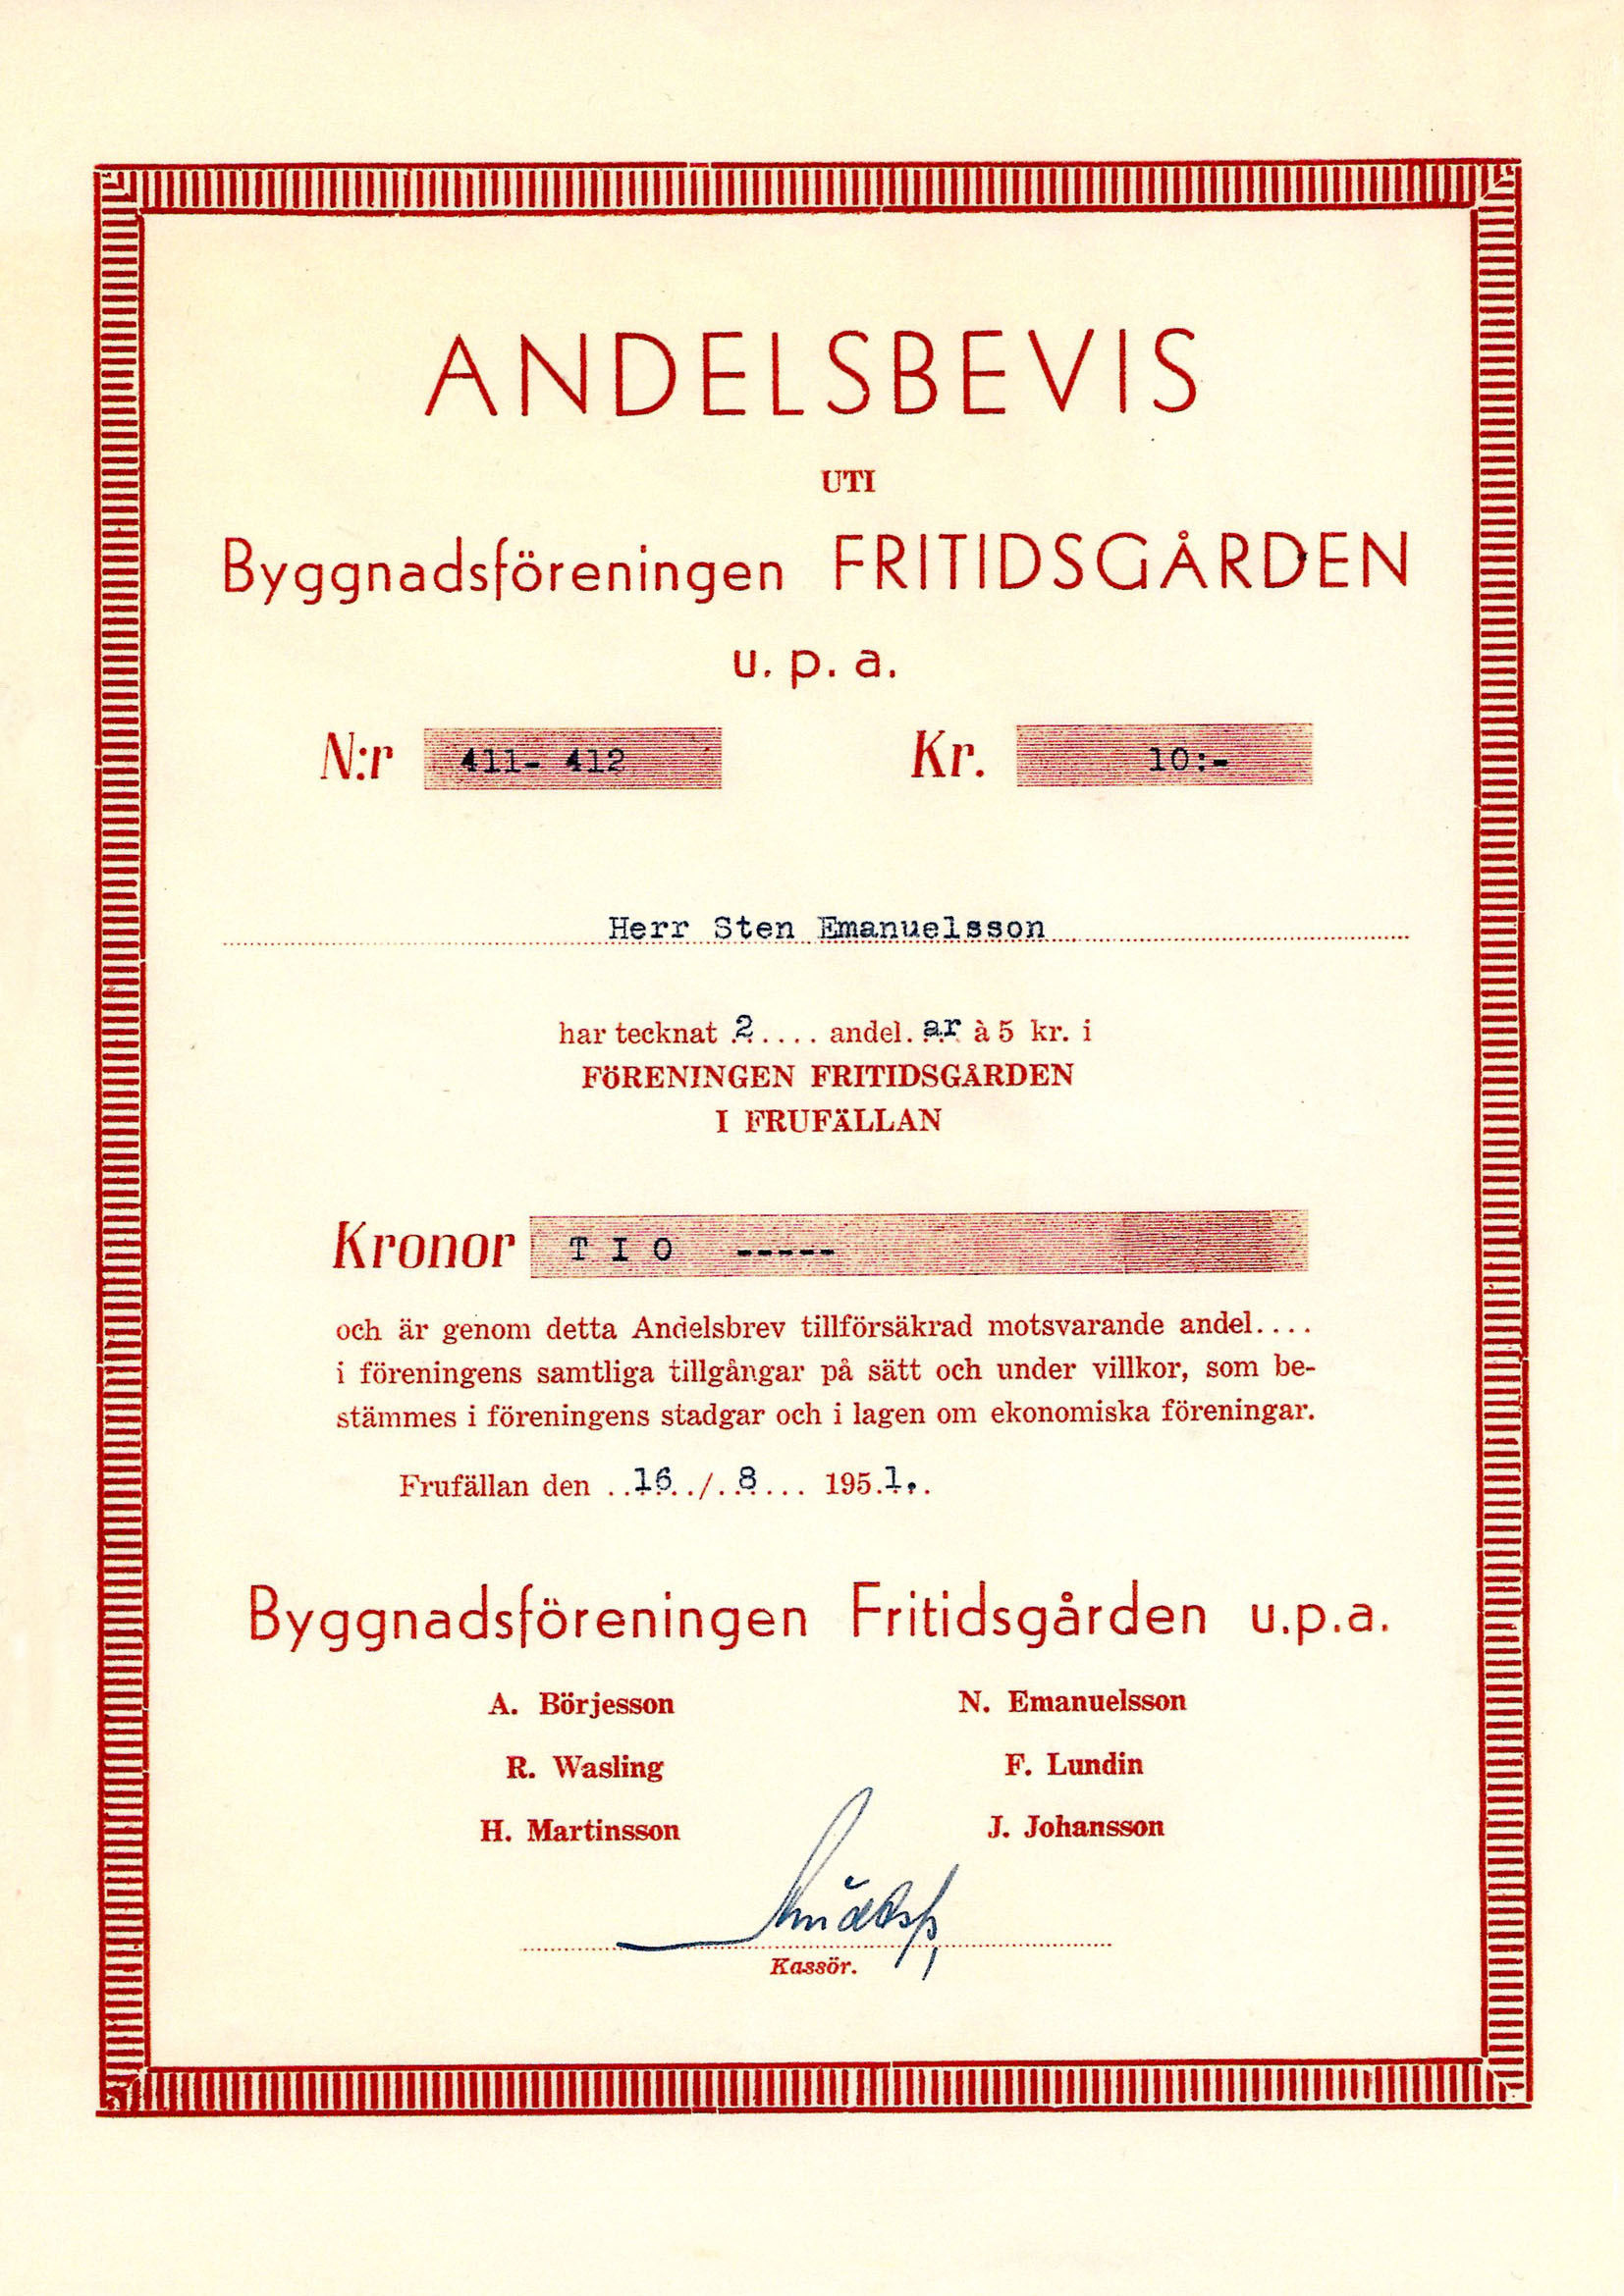 ANDELSBEVIS
UTI
Byggnadsföreningen FRITIDSGÅRDEN
u. p. a.
N:r 411- 412 Kr. 10:-
Herr Sten Emanuelsson
har tecknat .2.... andel. ar à 5 kr. i
FÖRENINGEN FRITIDSGÅRDEN
I FRUFÄLLAN
Kronor T I O -----
och är genom detta Andelsbrev tillförsäkrad motsvarande andel....
i föreningens samtliga tillgångar på sätt och under villkor, som be-
stämmes i föreningens stadgar och i lagen om ekonomiska föreningar.
Frufällan den ..16../..8... 195.1..
Byggnadsföreningen Fritidsgården u.p.a.
A. Börjesson N. Emanuelsson
R. Wasling F. Lundin
H. Martinsson J. Johansson
Kassör.